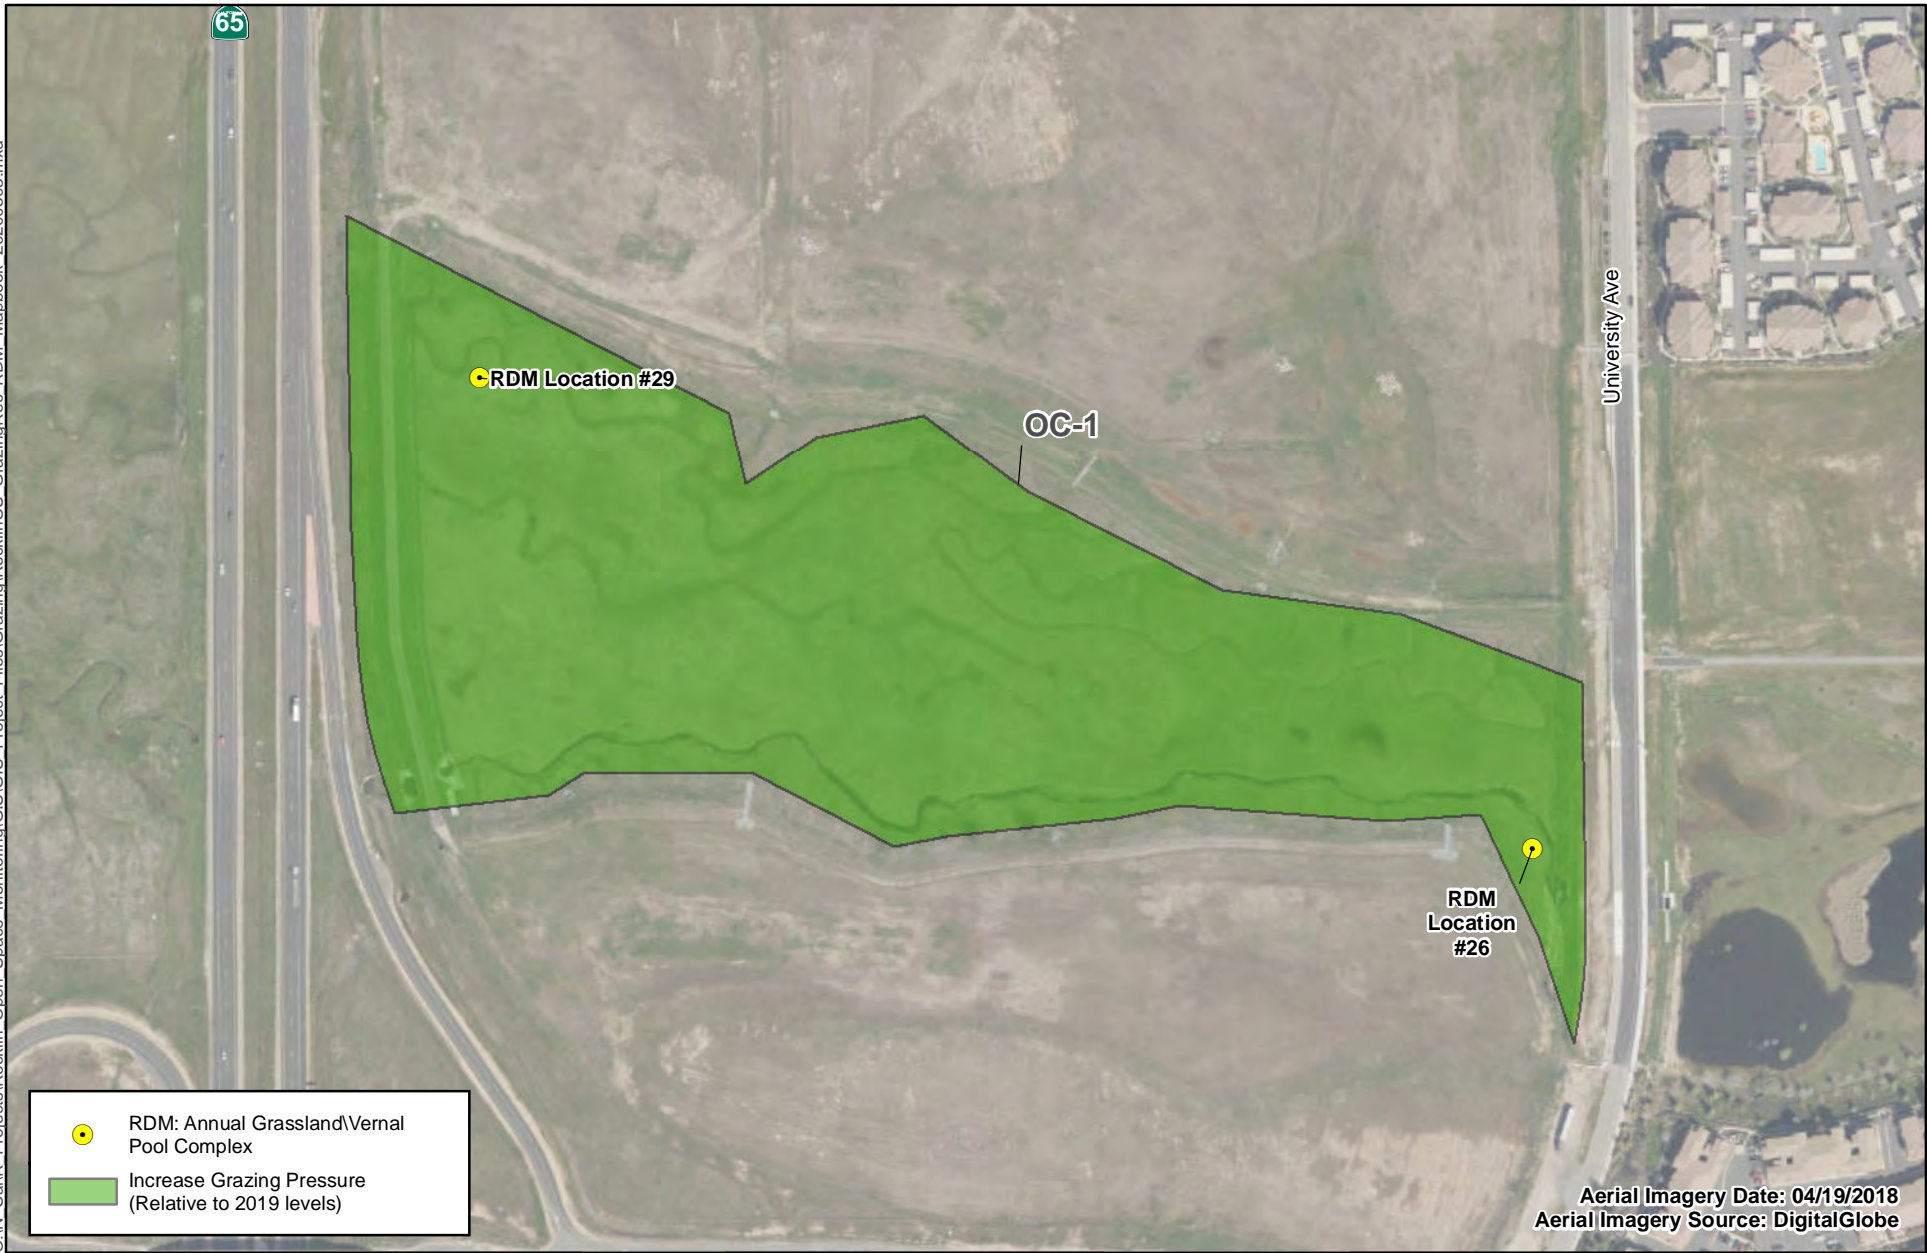 65
University Ave
RDM Location #29
OC-1
RDM
Location
#26
RDM: Annual Grassland\Vernal
Pool Complex
Increase Grazing Pressure
(Relative to 2019 levels)
Aerial Imagery Date: 04/19/2018
Aerial Imagery Source: DigitalGlobe